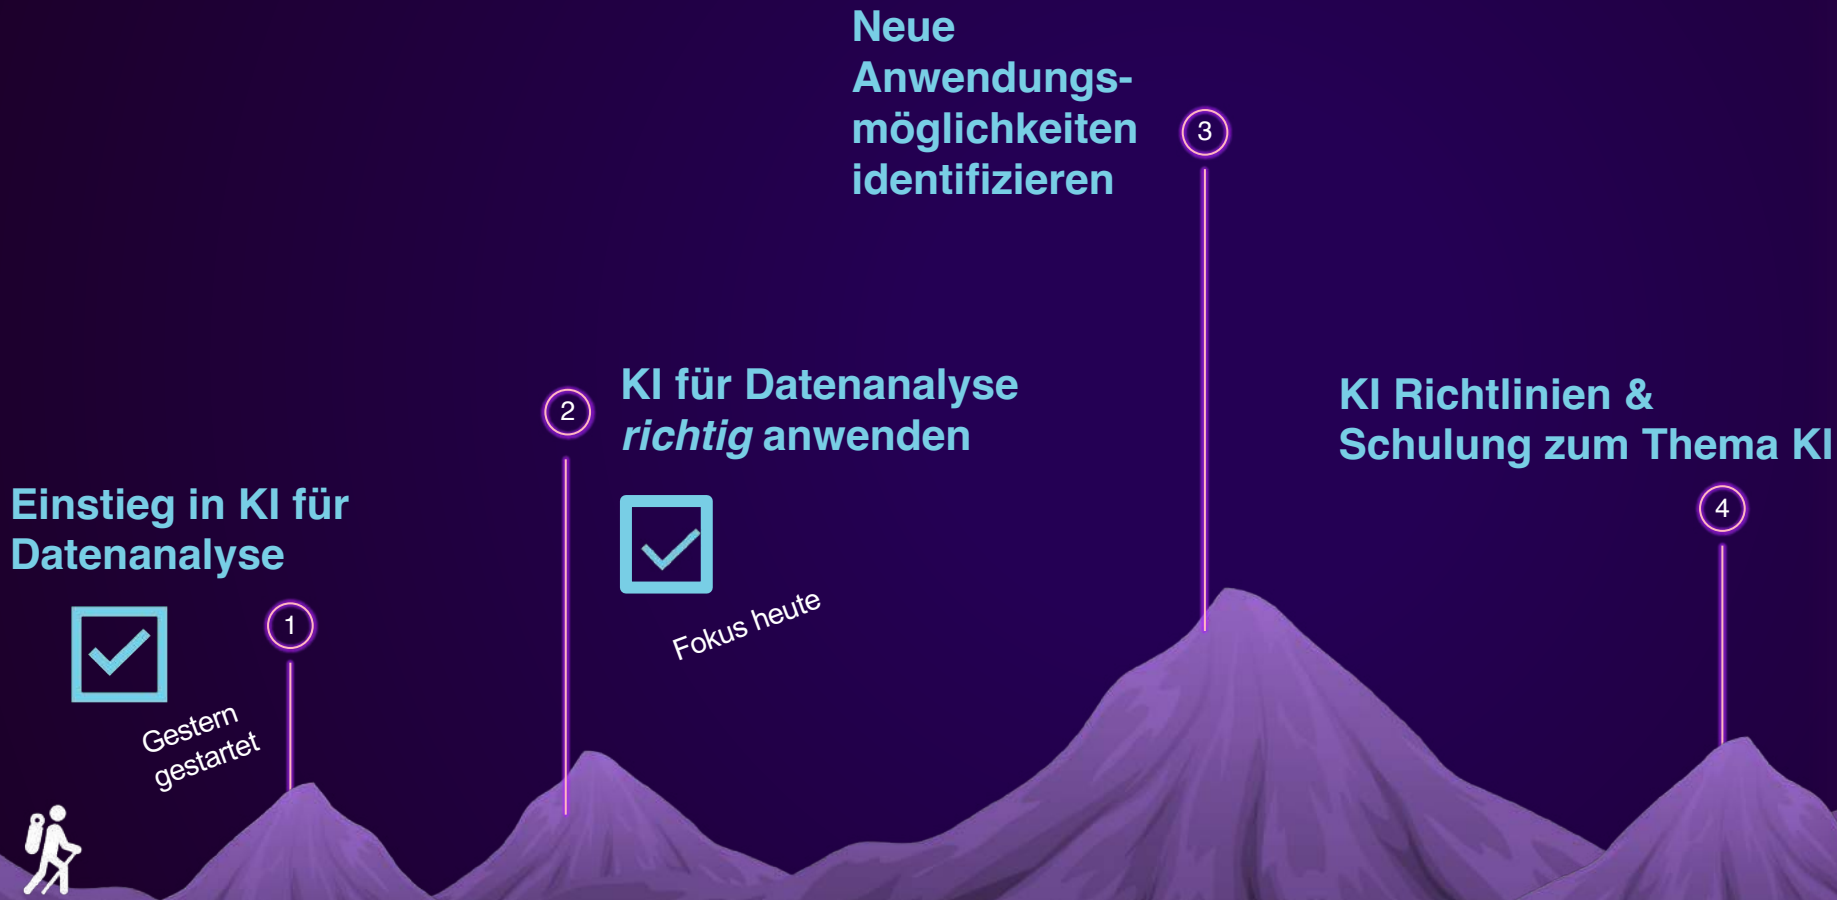 Einstieg in KI für
Datenanalyse
1
Gestern
gestartet
2
KI für Datenanalyse
richtig anwenden
Fokus heute
Neue
Anwendungs-
möglichkeiten
identifizieren
3
KI Richtlinien &
Schulung zum Thema KI
4